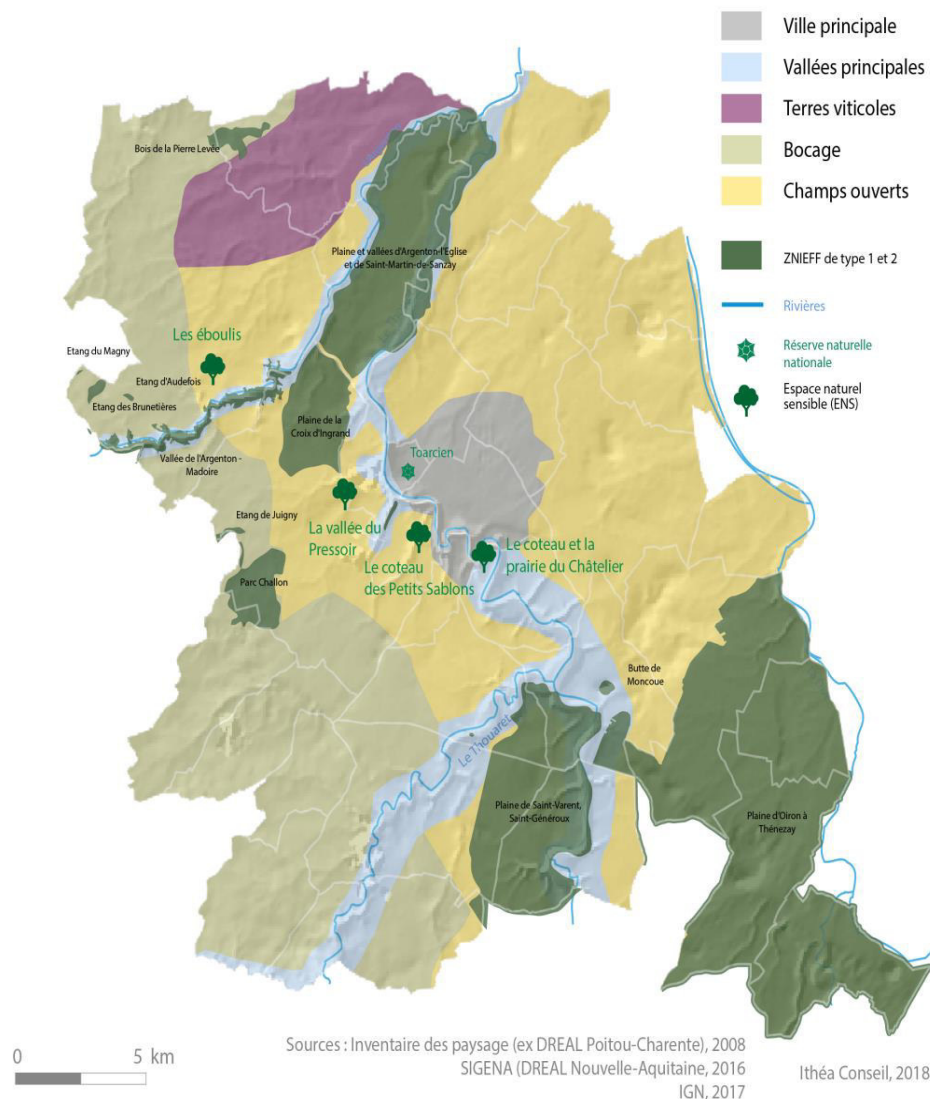 Ville principale
Vallées principales
Terres viticoles
Bocage
Champs ouverts
ZNIEFF de type 1 et 2
Rivières
Réserve naturelle
nationale
Espace naturel
sensible (ENS)
Bois de la Pierre Levée
Plaine et vallées d'Argenton-l'Eglise
et de Saint-Martin-de-Sanzay
Les éboulis
Etang du Magny
Etang d'Audefois
Etang des Brunetières
Plaine de la
Croix d'Ingrand
Vallée de l'Argenton -
Madoire
Toarcien
Etang de Juigny
La vallée du
Pressoir
Le coteau
des Petits Sablons
Le coteau et la
prairie du Châtelier
Parc Challon
Butte de
Moncoue
Le Thouaret
Plaine de Saint-Varent,
Saint-Généroux
Plaine d'Oiron à
Thénezay
0 5 km
Sources : Inventaire des paysage (ex DREAL Poitou-Charente), 2008
SIGENA (DREAL Nouvelle-Aquitaine, 2016
IGN, 2017
Ithéa Conseil, 2018